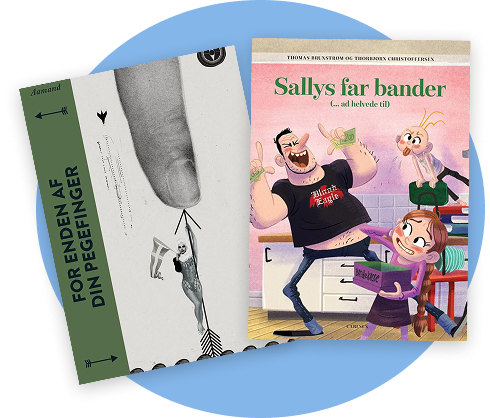 Aamand
FOR ENDEN AF
DIN PEGEFINGER
THOMAS BRUNSTRØM OG THORBJØRN CHRISTOFFERSEN
Sallys far bander
(... ad helvede til)
Blood
Eagle
CARLSEN